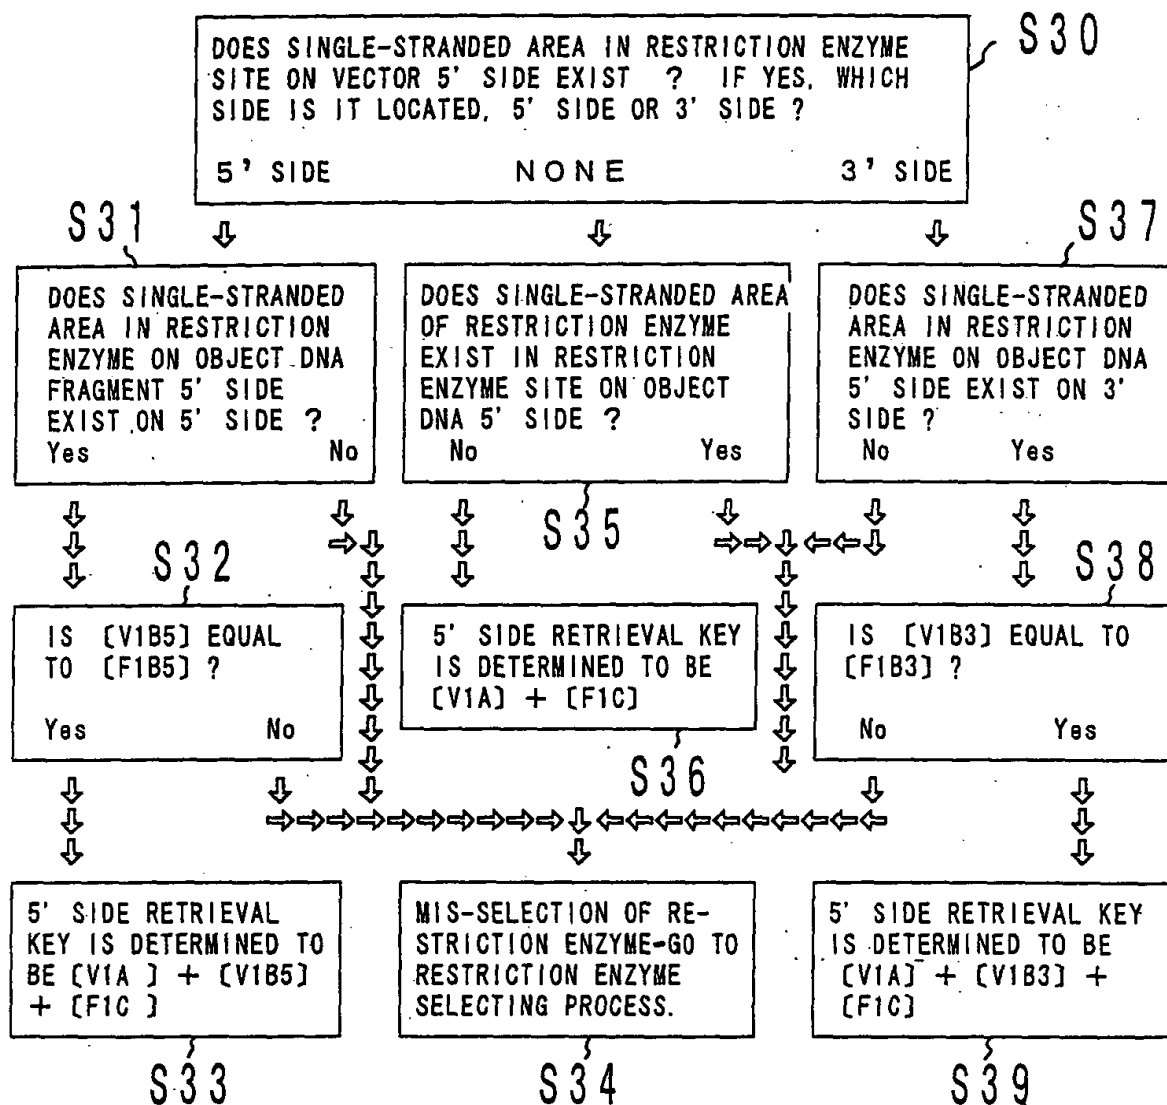 S30
DOES SINGLE-STRANDED AREA IN RESTRICTION ENZYME
SITE ON VECTOR 5' SIDE EXIST ? IF YES, WHICH
SIDE IS IT LOCATED, 5' SIDE OR 3' SIDE ?
5' SIDE NONE 3' SIDE
S31
DOES SINGLE-STRANDED
AREA IN RESTRICTION
ENZYME ON OBJECT DNA
FRAGMENT 5' SIDE
EXIST ON 5' SIDE ?
Yes No
DOES SINGLE-STRANDED AREA
OF RESTRICTION ENZYME
EXIST IN RESTRICTION
ENZYME SITE ON OBJECT
DNA 5' SIDE ?
No Yes
S35
S37
DOES SINGLE-STRANDED
AREA IN RESTRICTION
ENZYME ON OBJECT DNA
5' SIDE EXIST ON 3'
SIDE ?
No Yes
S32
IS [V1B5] EQUAL
TO [F1B5] ?
Yes No
5' SIDE RETRIEVAL KEY
IS DETERMINED TO BE
[V1A] + [F1C]
S36
S38
IS [V1B3] EQUAL TO
[F1B3] ?
No Yes
5' SIDE RETRIEVAL
KEY IS DETERMINED TO
BE [V1A ] + [V1B5]
+ [F1C ]
S33
MIS-SELECTION OF RE-
STRICTION ENZYME-GO TO
RESTRICTION ENZYME
SELECTING PROCESS.
S34
5' SIDE RETRIEVAL KEY
IS DETERMINED TO BE
[V1A] + [V1B3] +
[F1C]
S39